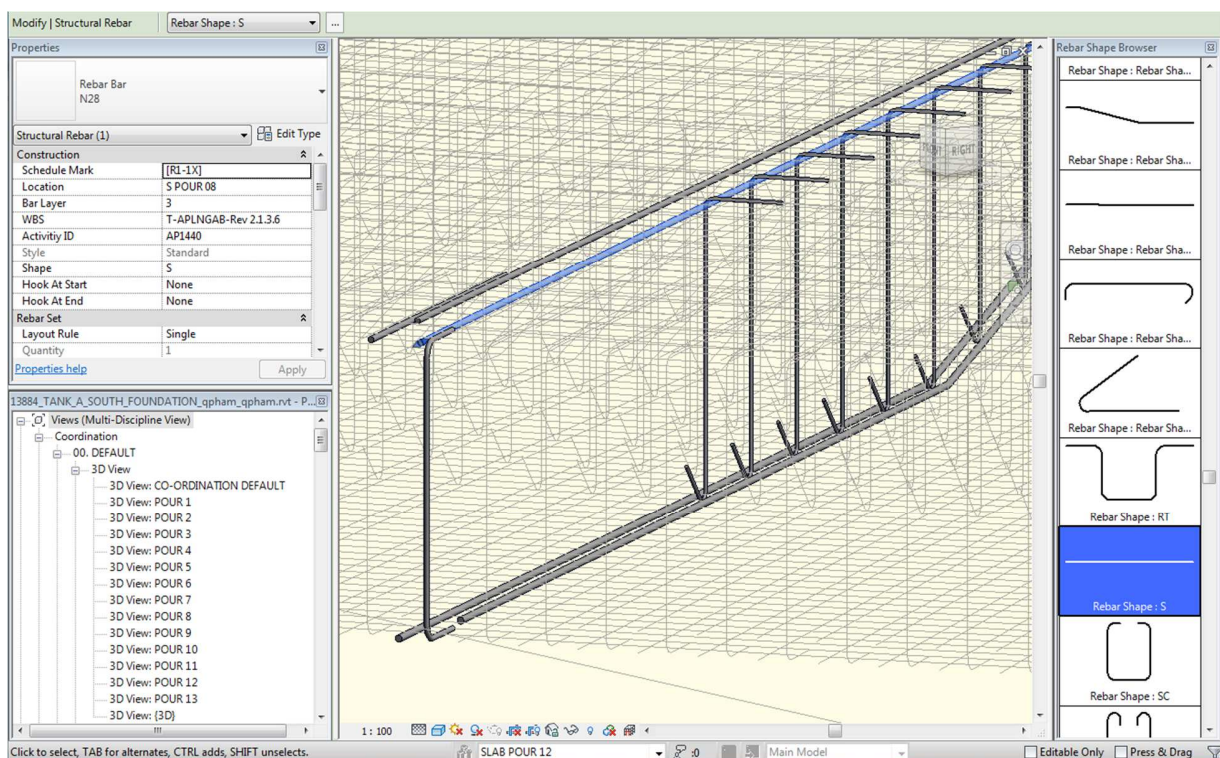 Modify | Structural Rebar
Rebar Shape : S
...
Properties
Rebar Bar
N28
Structural Rebar (1)
Edit Type
Construction
Schedule Mark [R1-1X]
Location S POUR 08
Bar Layer 3
WBS T-APLNGAB-Rev 2.1.3.6
Activitiy ID AP1440
Style Standard
Shape S
Hook At Start None
Hook At End None
Rebar Set
Layout Rule Single
Quantity 1
Properties help
Apply
13884_TANK_A_SOUTH_FOUNDATION_qpham_qpham.rvt - P...
Views (Multi-Discipline View)
Coordination
00. DEFAULT
3D View
3D View: CO-ORDINATION DEFAULT
3D View: POUR 1
3D View: POUR 2
3D View: POUR 3
3D View: POUR 4
3D View: POUR 5
3D View: POUR 6
3D View: POUR 7
3D View: POUR 8
3D View: POUR 9
3D View: POUR 10
3D View: POUR 11
3D View: POUR 12
3D View: POUR 13
3D View: {3D}
RIGHT
1 : 100
Rebar Shape Browser
Rebar Shape : Rebar Sha...
Rebar Shape : Rebar Sha...
Rebar Shape : Rebar Sha...
Rebar Shape : Rebar Sha...
Rebar Shape : Rebar Sha...
Rebar Shape : RT
Rebar Shape : S
Rebar Shape : SC
Click to select, TAB for alternates, CTRL adds, SHIFT unselects.
SLAB POUR 12
:0
Main Model
Editable Only
Press & Drag